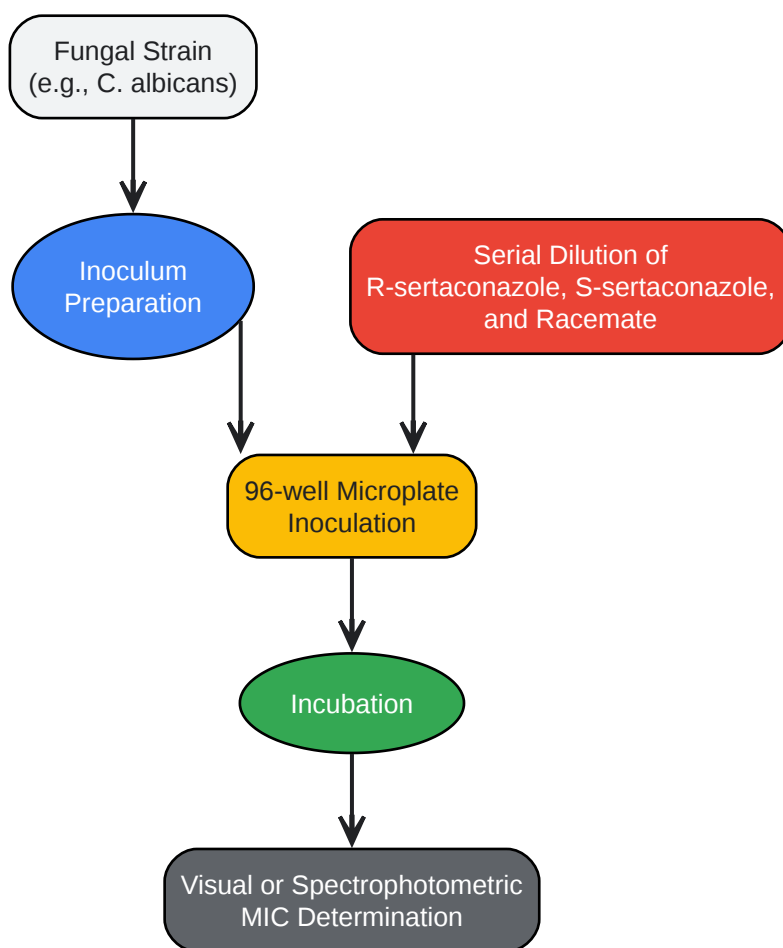 Fungal Strain
(e.g., C. albicans)
Inoculum
Preparation
Serial Dilution of
R-sertaconazole, S-sertaconazole,
and Racemate
96-well Microplate
Inoculation
Incubation
Visual or Spectrophotometric
MIC Determination